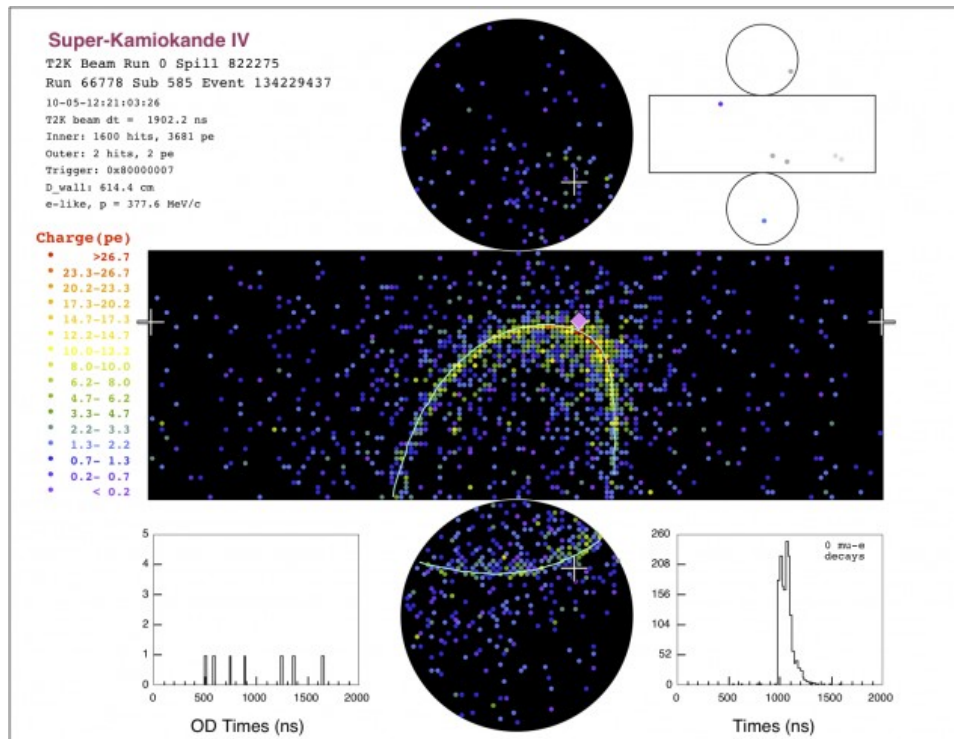 Super-Kamiokande IV
T2K Beam Run 0 Spill 822275
Run 66778 Sub 585 Event 134229437
10-05-12:21:03:26
T2K beam dt = 1902.2 ns
Inner: 1600 hits, 3681 pe
Outer: 2 hits, 2 pe
Trigger: 0x80000007
D_wall: 614.4 cm
e-like, p = 377.6 MeV/c
Charge(pe)
>26.7
23.3-26.7
20.2-23.3
17.3-20.2
14.7-17.3
12.2-14.7
10.0-12.2
8.0-10.0
6.2- 8.0
4.7- 6.2
3.3- 4.7
2.2- 3.3
1.3- 2.2
0.7- 1.3
0.2- 0.7
< 0.2
5
4
3
2
1
0
0 500 1000 1500 2000
OD Times (ns)
0 mu-e
decays
260
208
156
104
52
0
0 500 1000 1500 2000
Times (ns)